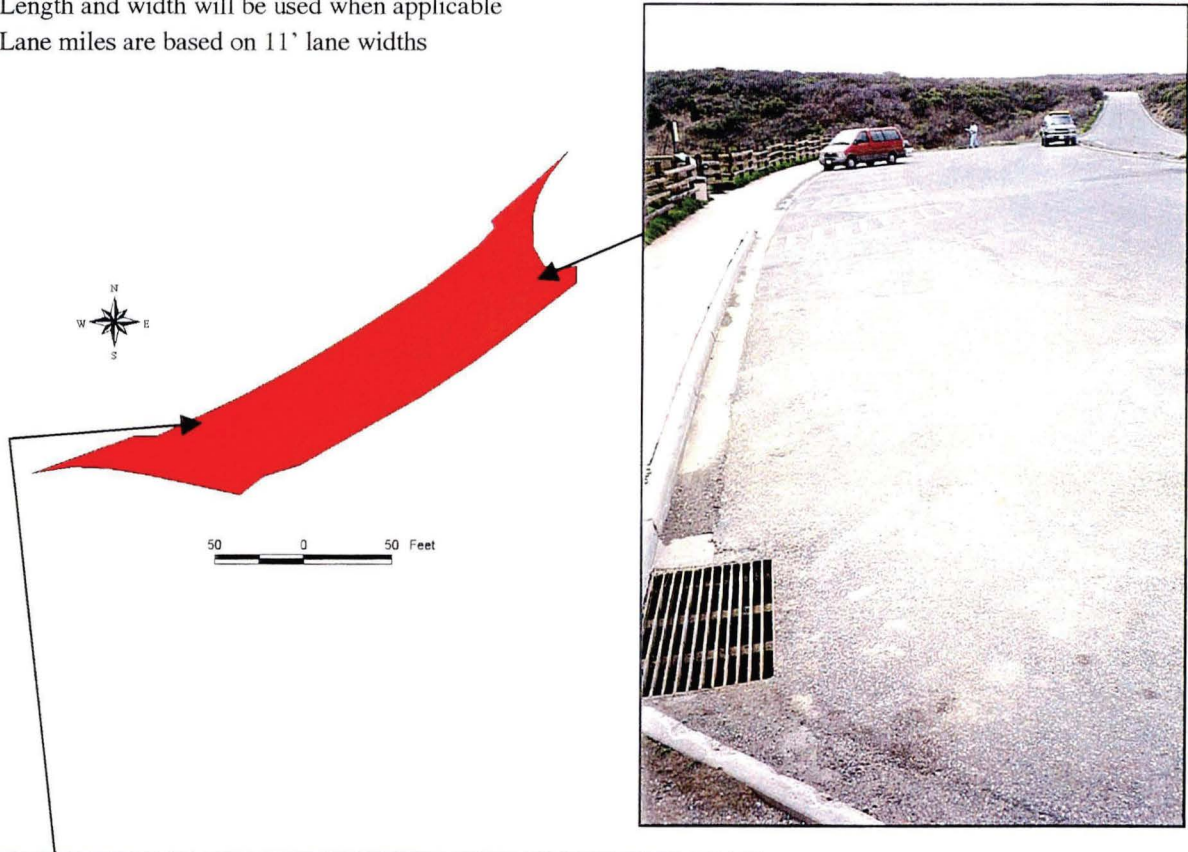 Length and width will be used when applicable
Lane miles are based on 11' lane widths
N
W E
S
50 0 50 Feet